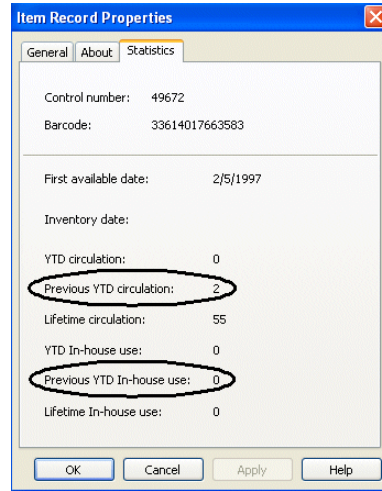 Item Record Properties
General About Statistics
Control number: 49672
Barcode: 33614017663583
First available date: 2/5/1997
Inventory date:
YTD circulation: 0
Previous YTD circulation: 2
Lifetime circulation: 55
YTD In-house use: 0
Previous YTD In-house use: 0
Lifetime In-house use: 0
OK Cancel Apply Help